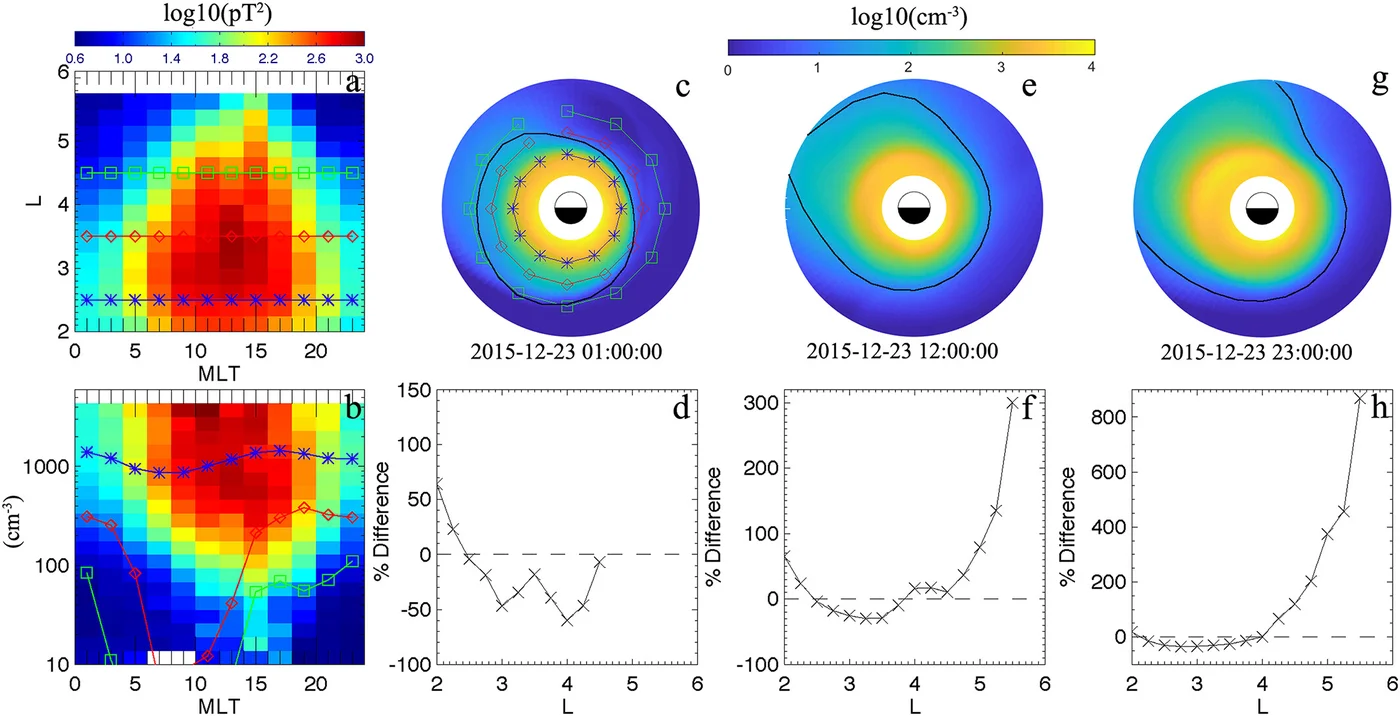 log10(pT²)
0.6 1.0 1.4 1.8 2.2 2.6 3.0
log10(cm⁻³)
0 1 2 3 4
a
L
6
5
4
3
2
0 5 10 15 20
MLT
c
2015-12-23 01:00:00
e
2015-12-23 12:00:00
g
2015-12-23 23:00:00
b
(cm⁻³)
1000
100
10
0 5 10 15 20
MLT
d
% Difference
150
100
50
0
-50
-100
2 3 4 5 6
L
f
% Difference
300
200
100
0
-100
2 3 4 5 6
L
h
% Difference
800
600
400
200
0
2 3 4 5 6
L